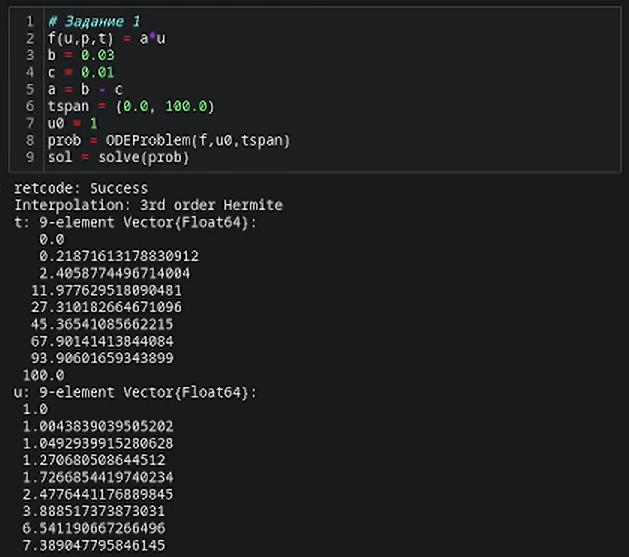 1 # Задание 1
2 f(u,p,t) = a*u
3 b = 0.03
4 c = 0.01
5 a = b - c
6 tspan = (0.0, 100.0)
7 u0 = 1
8 prob = ODEProblem(f,u0,tspan)
9 sol = solve(prob)
retcode: Success
Interpolation: 3rd order Hermite
t: 9-element Vector{Float64}:
0.0
0.21871613178830912
2.4058774496714004
11.977629518090481
27.310182664671096
45.36541085662215
67.90141413844084
93.90601659343899
100.0
u: 9-element Vector{Float64}:
1.0
1.0043839039505202
1.0492939915280628
1.270680508644512
1.7266854419740234
2.4776441176889845
3.888517373873031
6.541190667266496
7.389047795846145